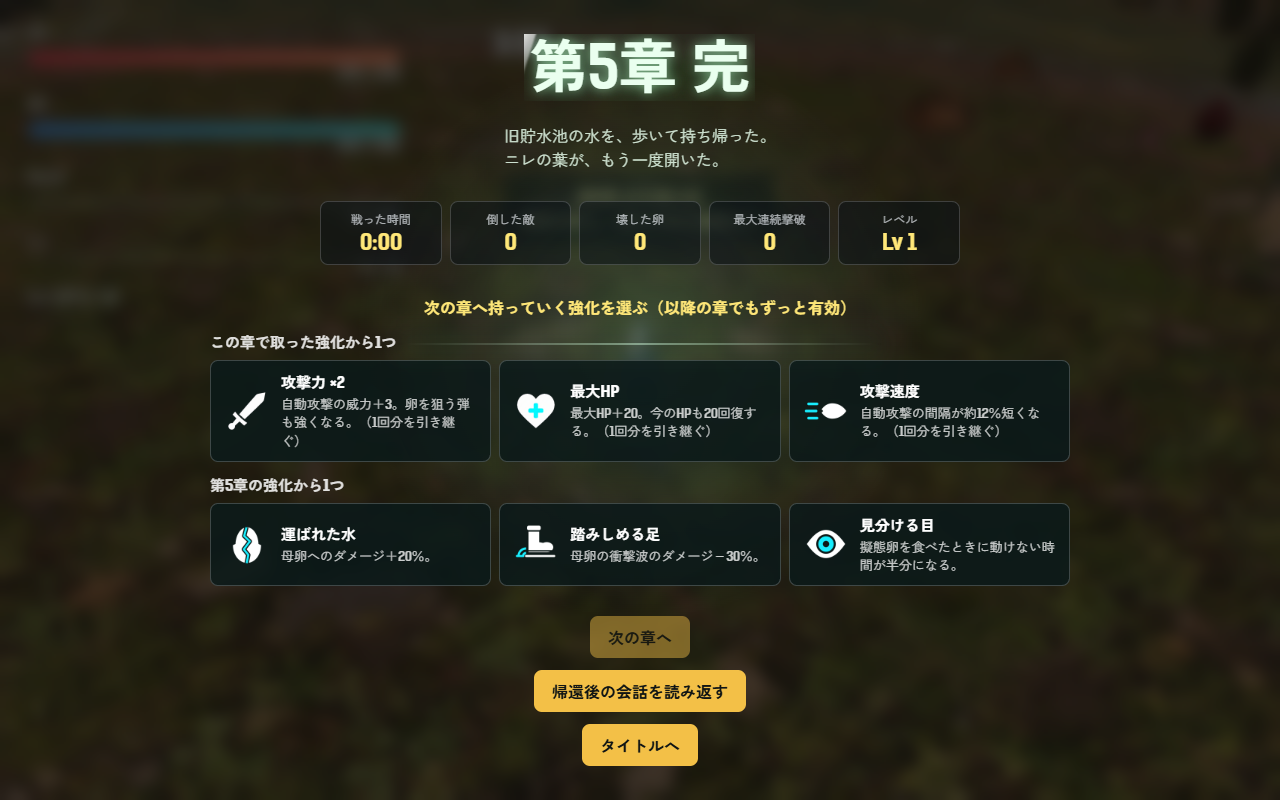 第5章 完
旧貯水池の水を、歩いて持ち帰った。
ニレの葉が、もう一度開いた。
戦った時間
0:00
倒した敵
0
壊した卵
0
最大連続撃破
0
レベル
Lv 1
次の章へ持っていく強化を選ぶ（以降の章でもずっと有効）
この章で取った強化から1つ
攻撃力 ×2
自動攻撃の威力＋3。卵を狙う弾
も強くなる。（1回分を引き継
ぐ）
最大HP
最大HP＋20。今のHPも20回復す
る。（1回分を引き継ぐ）
攻撃速度
自動攻撃の間隔が約12%短くな
る。（1回分を引き継ぐ）
第5章の強化から1つ
運ばれた水
母卵へのダメージ＋20%。
踏みしめる足
母卵の衝撃波のダメージ－30%。
見分ける目
擬態卵を食べたときに動けない時
間が半分になる。
次の章へ
帰還後の会話を読み返す
タイトルへ